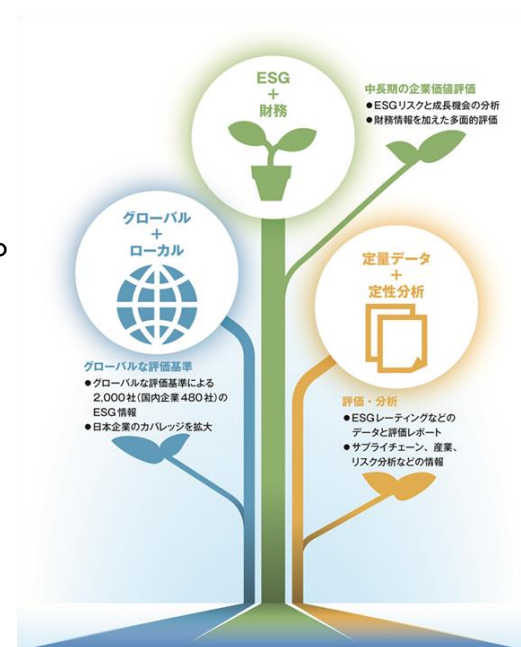 ESG
+
財務
中長期の企業価値評価
●ESGリスクと成長機会の分析
●財務情報を加えた多面的評価
グローバル
+
ローカル
定量データ
+
定性分析
グローバルな評価基準
●グローバルな評価基準による
2,000社(国内企業480社)の
ESG情報
●日本企業のカバレッジを拡大
評価・分析
●ESGレーティングなどの
データと評価レポート
●サプライチェーン、産業、
リスク分析などの情報